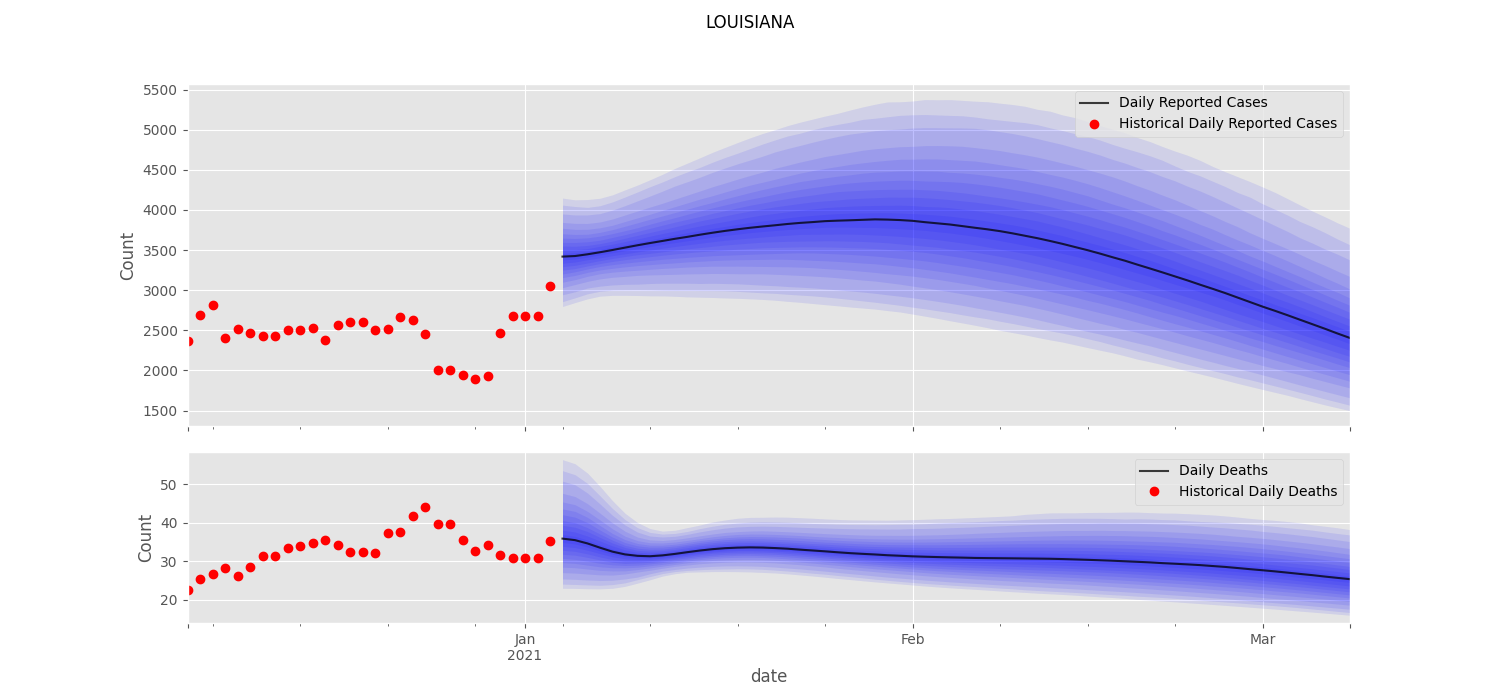 LOUISIANA
5500
5000
4500
4000
3500
3000
2500
2000
1500
Count
Daily Reported Cases
Historical Daily Reported Cases
50
40
30
20
Count
Daily Deaths
Historical Daily Deaths
Jan
2021
Feb
Mar
date